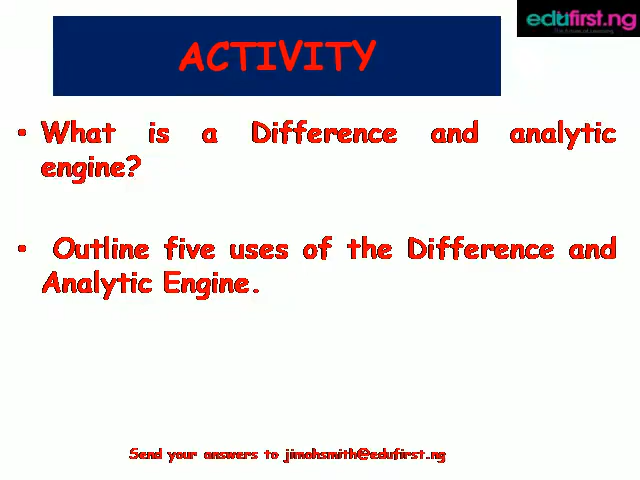 edufirst.ng
ACTIVITY
• What is a Difference and analytic
engine?
• Outline five uses of the Difference and
Analytic Engine.
Send your answers to jimohsmith@edufirst.ng